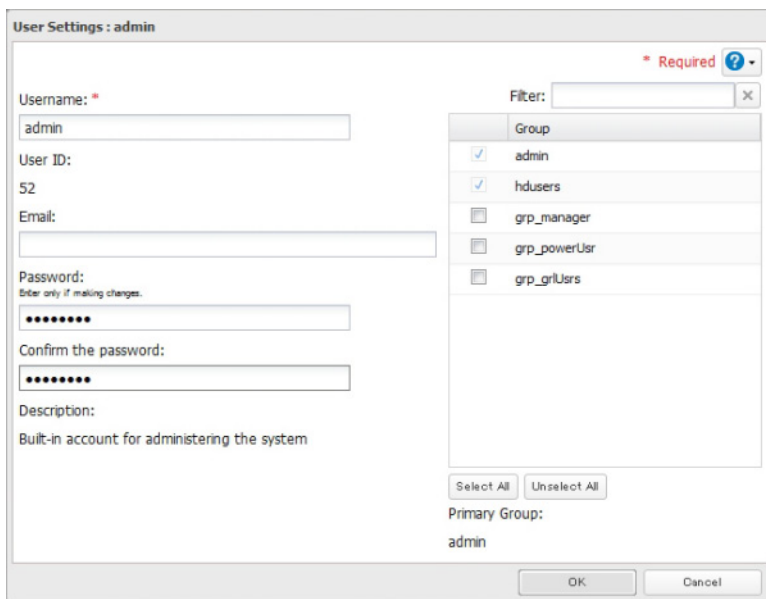 User Settings : admin
* Required
Username: *
admin
User ID:
52
Email:
Password:
Enter only if making changes.
••••••••
Confirm the password:
••••••••
Description:
Built-in account for administering the system
Filter:
Group
admin
hdusers
grp_manager
grp_powerUsr
grp_grlUsrs
Select All Unselect All
Primary Group:
admin
OK Cancel